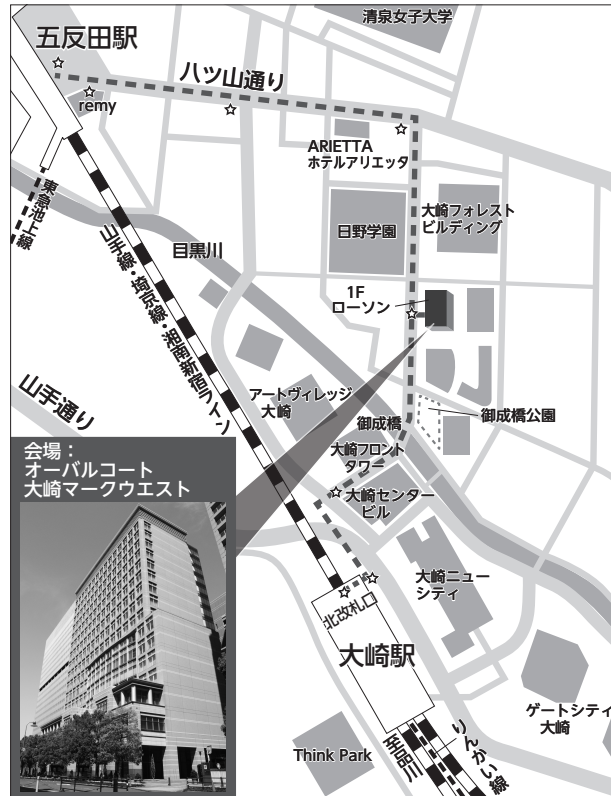 清泉女子大学
五反田駅
八ツ山通り
remy
ARIETTA
ホテルアリエッタ
東急池上線
日野学園
大崎フォレスト
ビルディング
目黒川
山手線・埼京線・湘南新宿ライン
1F
ローソン
山手通り
アートヴィレッジ
大崎
御成橋
御成橋公園
大崎フロント
タワー
会場：
オーバルコート
大崎マークウエスト
大崎センター
ビル
大崎ニュー
シティ
北改札口
大崎駅
ゲートシティ
大崎
Think Park
至品川
りんかい線